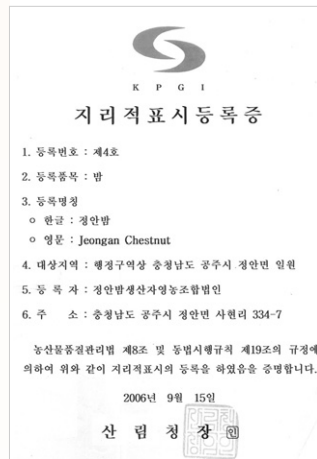 K P G I
지리적표시등록증
1. 등록번호 : 제4호
2. 등록품목 : 밤
3. 등록명칭
ㅇ 한글 : 정안밤
ㅇ 영문 : Jeongan Chestnut
4. 대상지역 : 행정구역상 충청남도 공주시 정안면 일원
5. 등 록 자 : 정안밤생산자영농조합법인
6. 주 소 : 충청남도 공주시 정안면 사현리 334-7
농산물품질관리법 제8조 및 동법시행규칙 제19조의 규정에
의하여 위와 같이 지리적표시의 등록을 하였음을 증명합니다.
2006년 9월 15일
산 림 청 장 인